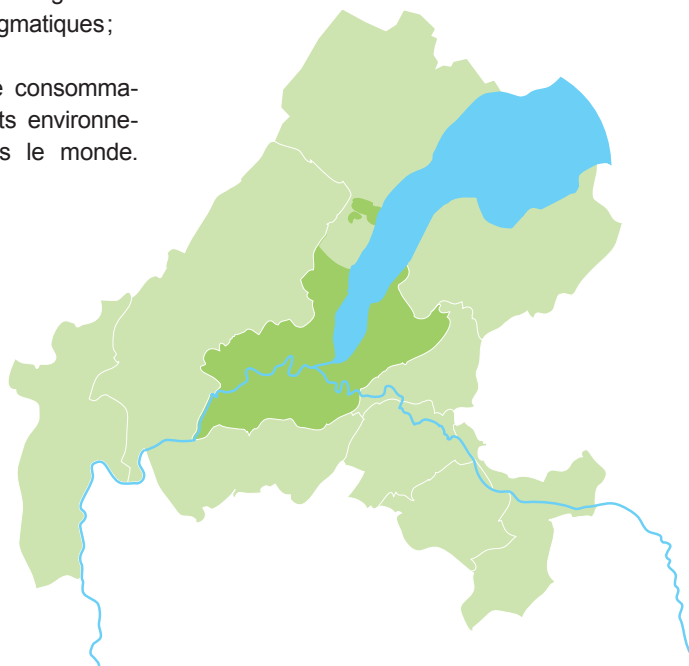 gmatiques;
e consomma-
ts environne-
s le monde.